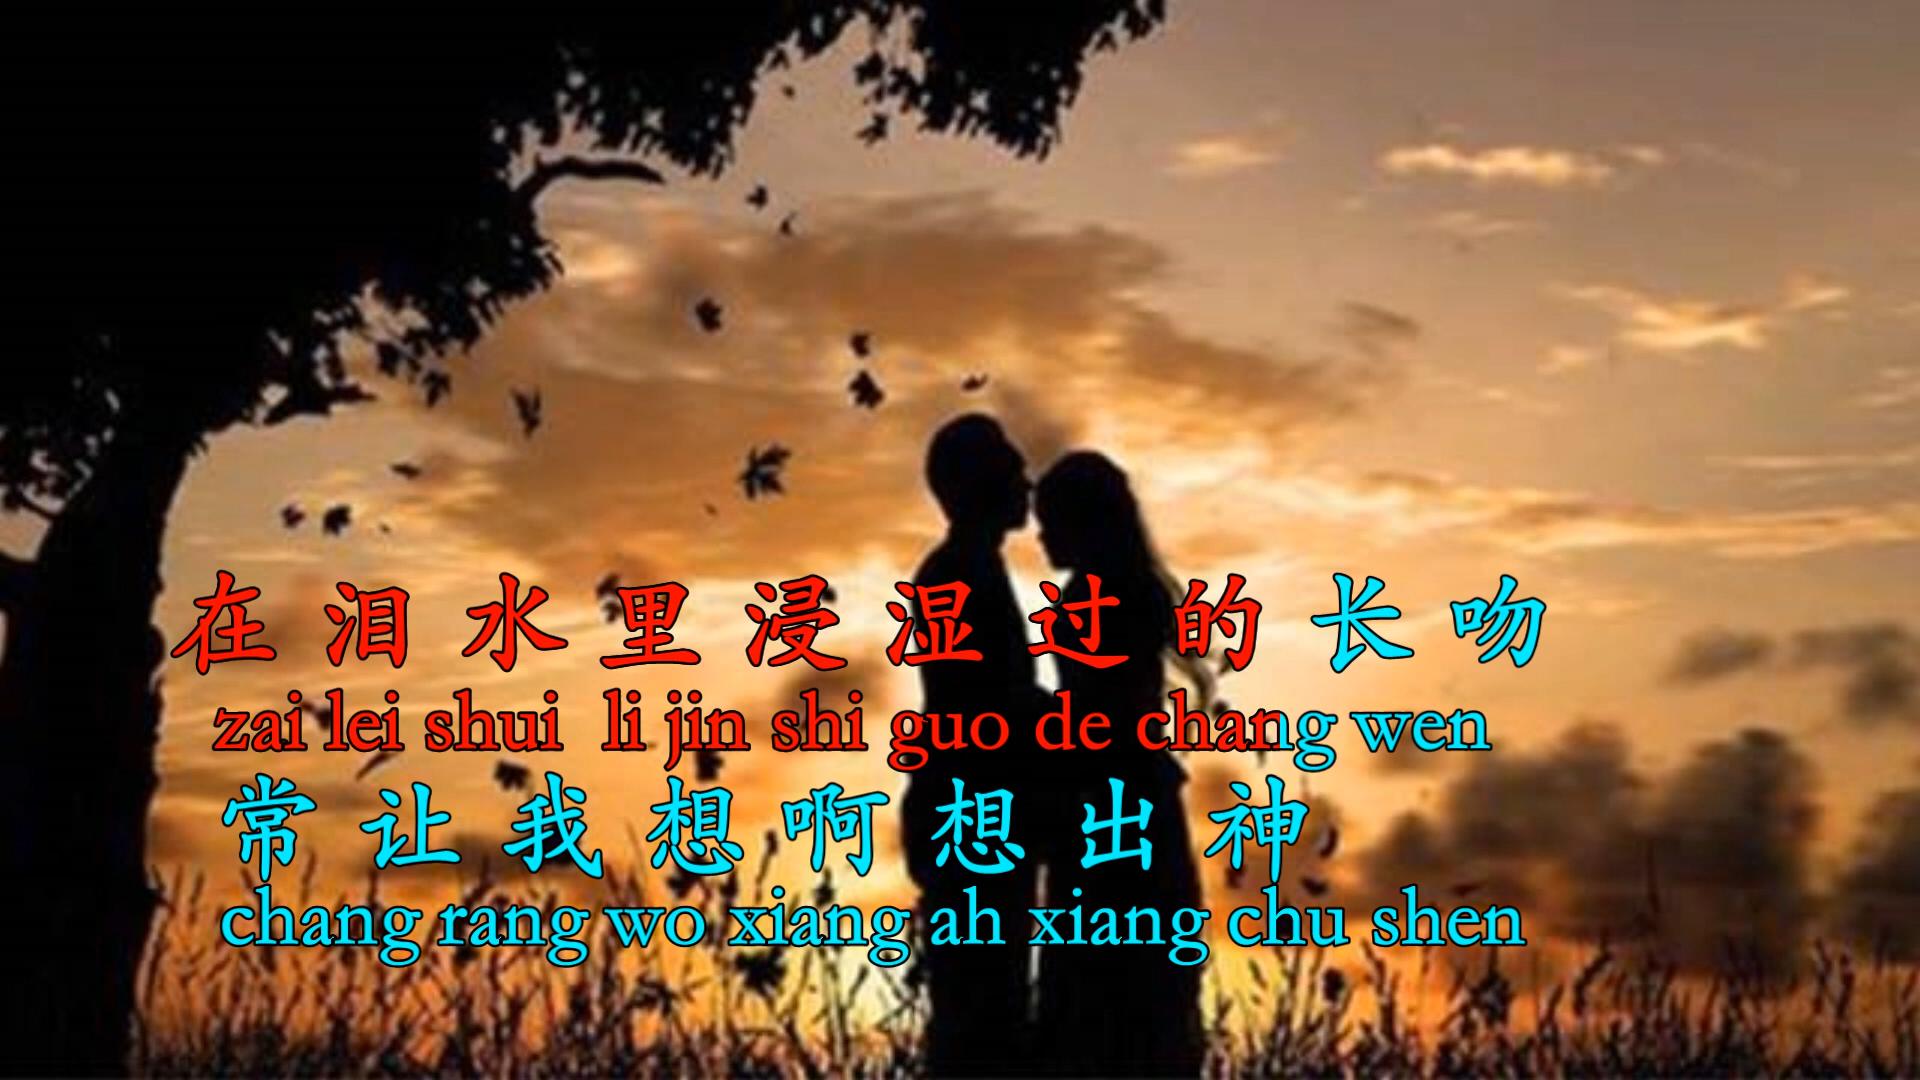 在泪水里浸湿过的长吻
zai lei shui li jin shi guo de chang wen
常让我想啊想出神
chang rang wo xiang ah xiang chu shen